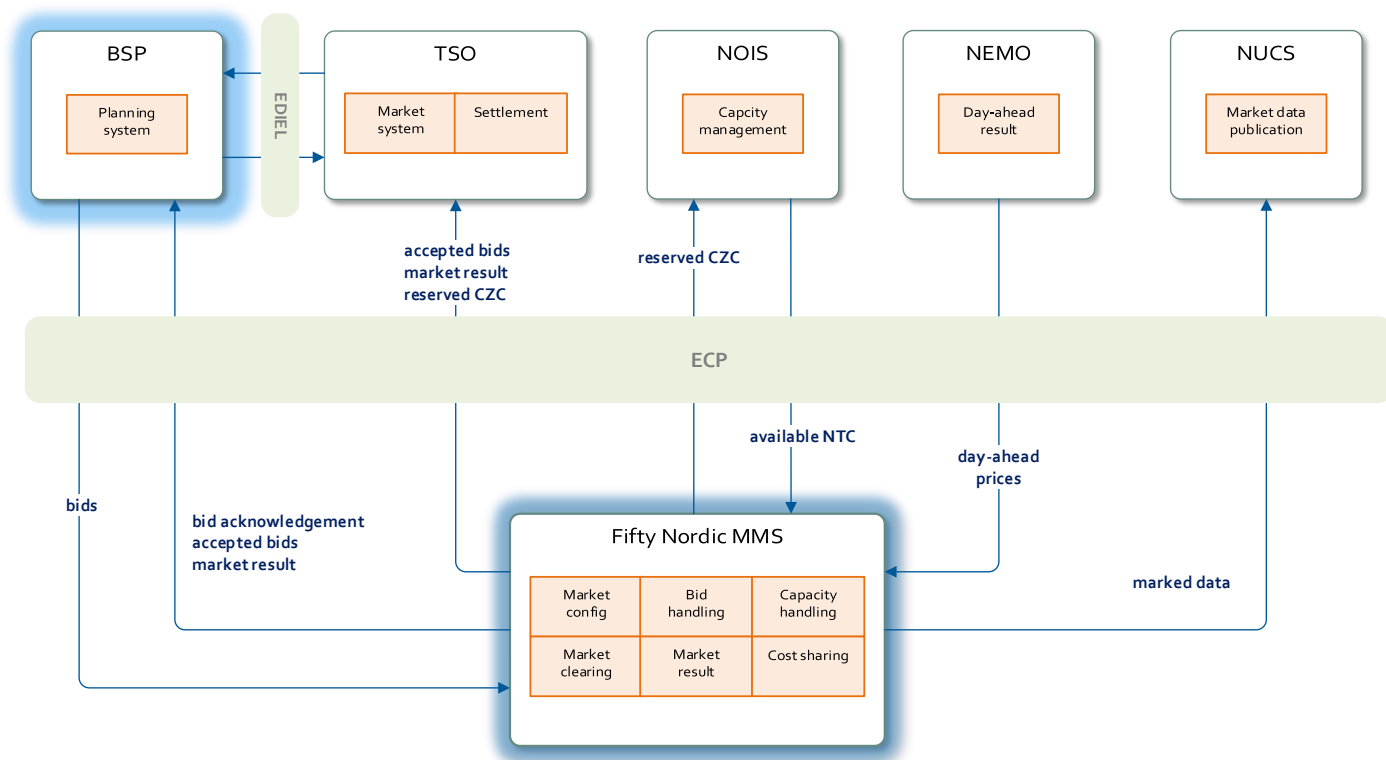 BSP
TSO
NOIS
NEMO
NUCS
Planning
system
EDIEL
Market
system
Settlement
Capcity
management
Day-ahead
result
Market data
publication
accepted bids
market result
reserved CZC
reserved CZC
ECP
available NTC
day-ahead
prices
bids
bid acknowledgement
accepted bids
market result
marked data
Fifty Nordic MMS
Market
config
Bid
handling
Capacity
handling
Market
clearing
Market
result
Cost sharing